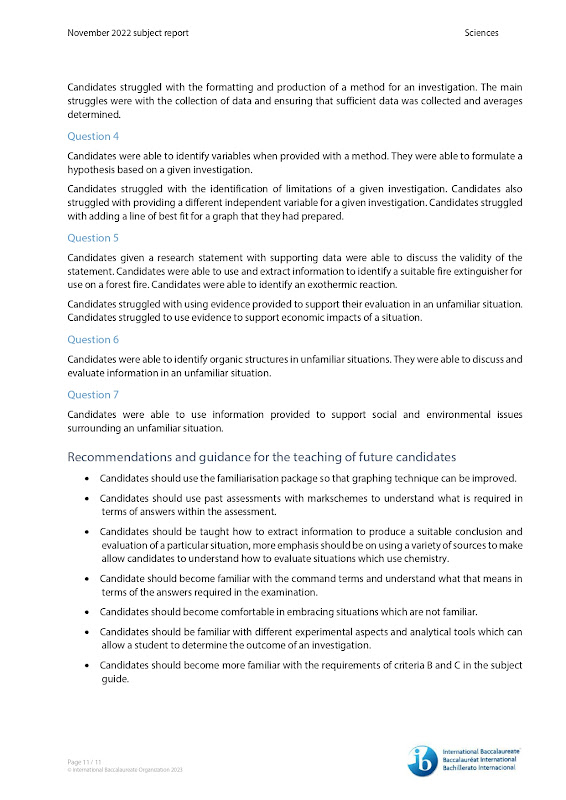 November 2022 subject report
Sciences
Candidates struggled with the formatting and production of a method for an investigation. The main
struggles were with the collection of data and ensuring that sufficient data was collected and averages
determined.
Question 4
Candidates were able to identify variables when provided with a method. They were able to formulate a
hypothesis based on a given investigation.
Candidates struggled with the identification of limitations of a given investigation. Candidates also
struggled with providing a different independent variable for a given investigation. Candidates struggled
with adding a line of best fit for a graph that they had prepared.
Question 5
Candidates given a research statement with supporting data were able to discuss the validity of the
statement. Candidates were able to use and extract information to identify a suitable fire extinguisher for
use on a forest fire. Candidates were able to identify an exothermic reaction.
Candidates struggled with using evidence provided to support their evaluation in an unfamiliar situation.
Candidates struggled to use evidence to support economic impacts of a situation.
Question 6
Candidates were able to identify organic structures in unfamiliar situations. They were able to discuss and
evaluate information in an unfamiliar situation.
Question 7
Candidates were able to use information provided to support social and environmental issues
surrounding an unfamiliar situation.
Recommendations and guidance for the teaching of future candidates
• Candidates should use the familiarisation package so that graphing technique can be improved.
• Candidates should use past assessments with markschemes to understand what is required in
terms of answers within the assessment.
• Candidates should be taught how to extract information to produce a suitable conclusion and
evaluation of a particular situation, more emphasis should be on using a variety of sources to make
allow candidates to understand how to evaluate situations which use chemistry.
• Candidate should become familiar with the command terms and understand what that means in
terms of the answers required in the examination.
• Candidates should become comfortable in embracing situations which are not familiar.
• Candidates should be familiar with different experimental aspects and analytical tools which can
allow a student to determine the outcome of an investigation.
• Candidates should become more familiar with the requirements of criteria B and C in the subject
guide.
Page 11 / 11
© International Baccalaureate Organization 2023
ib
International Baccalaureate®
Baccalauréat International
Bachillerato Internacional